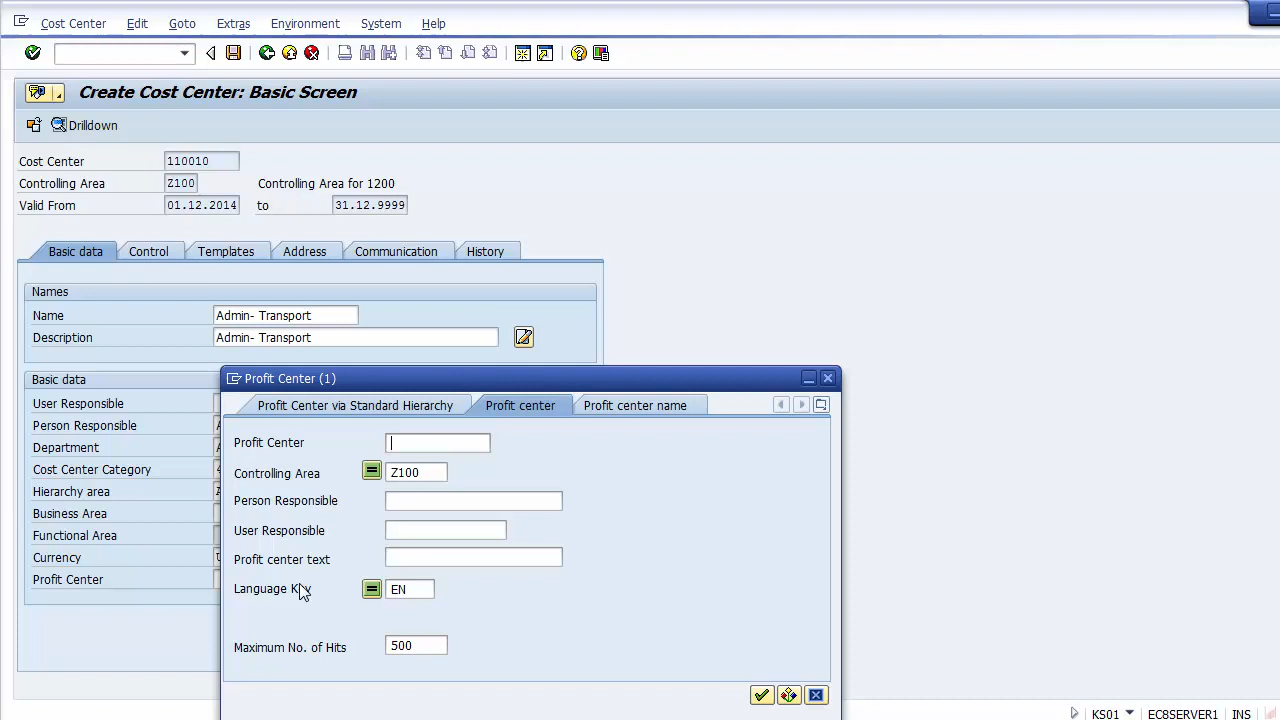 Cost Center Edit Goto Extras Environment System Help
Create Cost Center: Basic Screen
Drilldown
Cost Center 110010
Controlling Area Z100 Controlling Area for 1200
Valid From 01.12.2014 to 31.12.9999
Basic data Control Templates Address Communication History
Names
Name Admin- Transport
Description Admin- Transport
Basic data
User Responsible
Person Responsible
Department
Cost Center Category
Hierarchy area
Business Area
Functional Area
Currency
Profit Center
Profit Center (1)
Profit Center via Standard Hierarchy Profit center Profit center name
Profit Center
Controlling Area Z100
Person Responsible
User Responsible
Profit center text
Language Key EN
Maximum No. of Hits 500
KS01 EC8SERVER1 INS